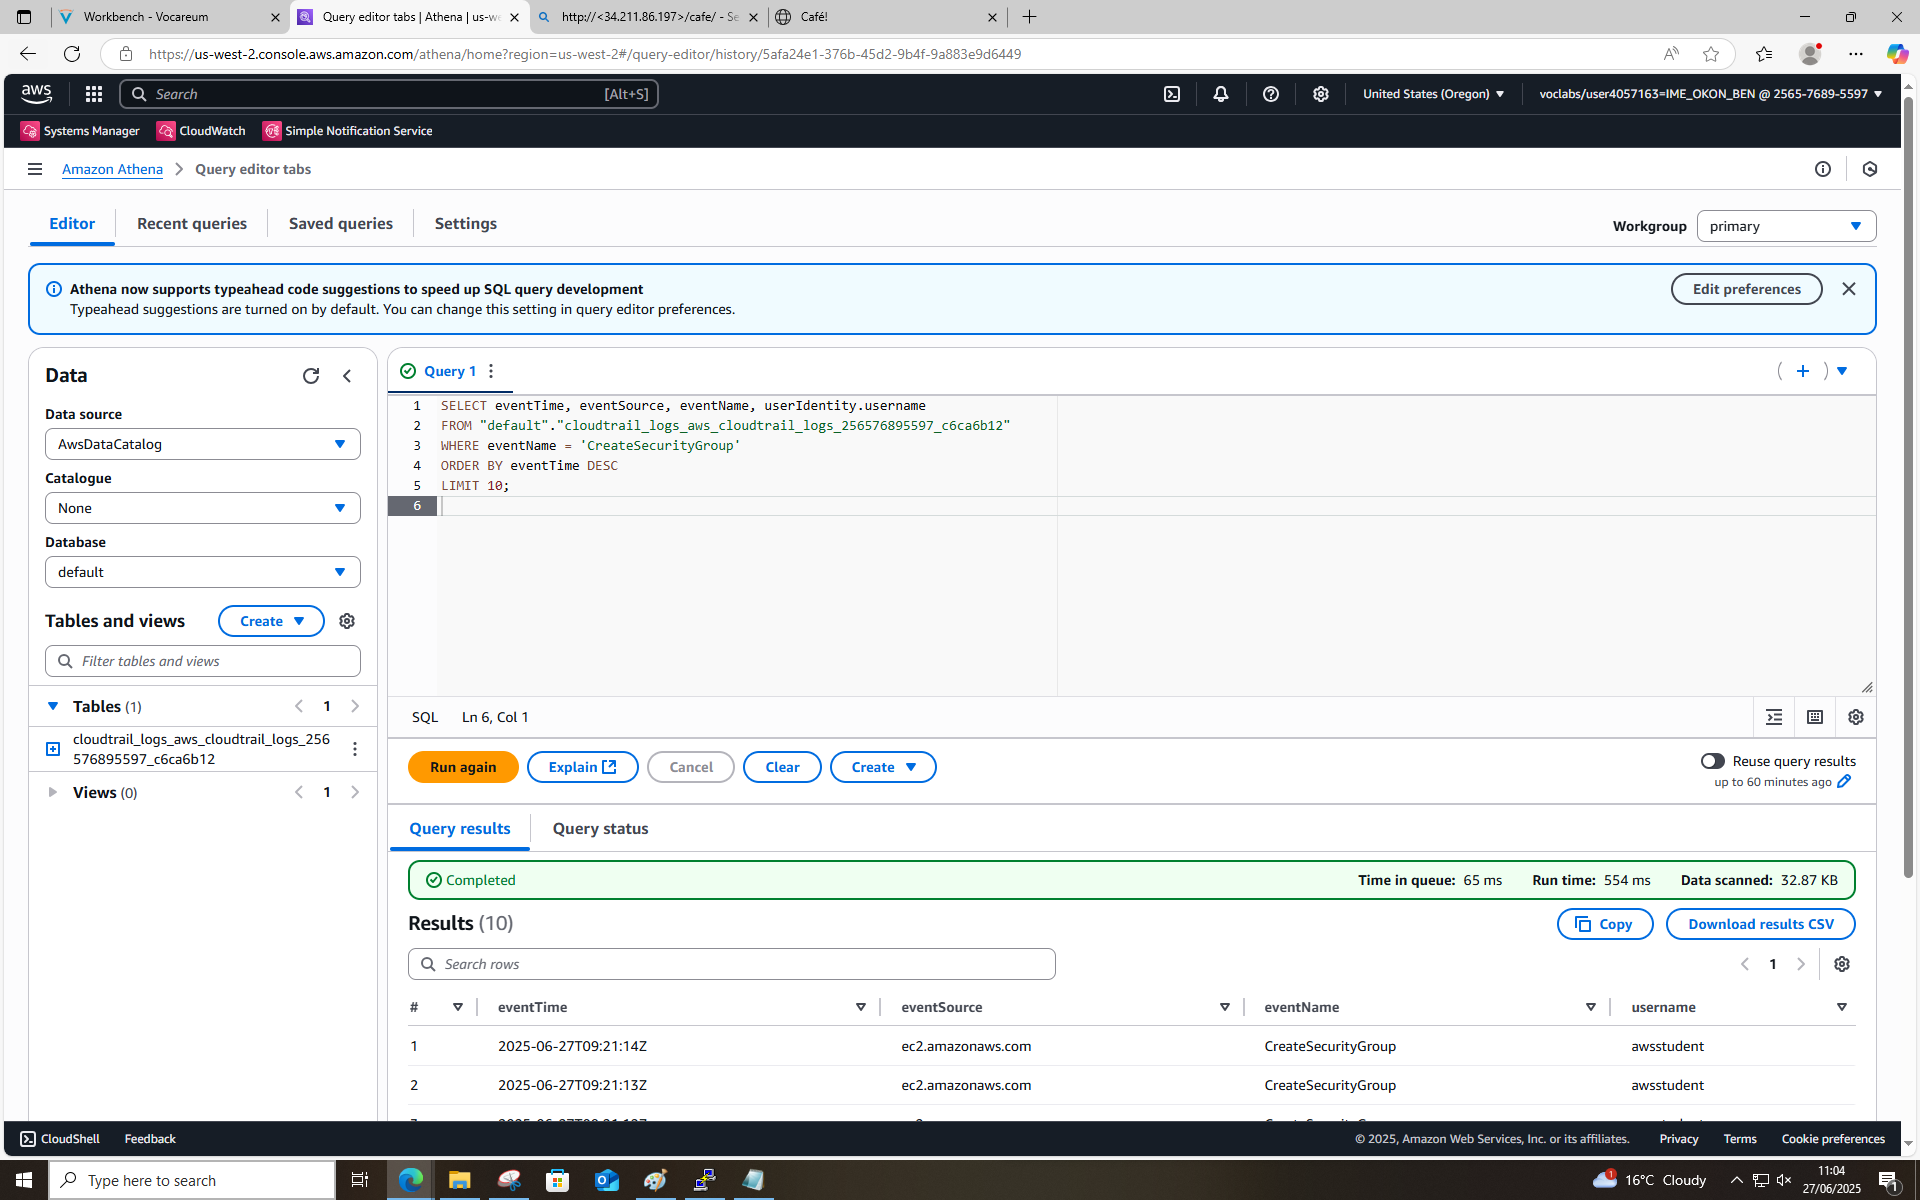 Workbench - Vocareum
Query editor tabs | Athena | us-we
http://<34.211.86.197>/cafe/ - Se
Café!
https://us-west-2.console.aws.amazon.com/athena/home?region=us-west-2#/query-editor/history/5afa24e1-376b-45d2-9b4f-9a883e9d6449
aws
Search
[Alt+S]
United States (Oregon)
voclabs/user4057163=IME_OKON_BEN @ 2565-7689-5597
Systems Manager
CloudWatch
Simple Notification Service
Amazon Athena
Query editor tabs
Editor
Recent queries
Saved queries
Settings
Workgroup
primary
Athena now supports typeahead code suggestions to speed up SQL query development
Typeahead suggestions are turned on by default. You can change this setting in query editor preferences.
Edit preferences
Data
Data source
AwsDataCatalog
Catalogue
None
Database
default
Tables and views
Create
Filter tables and views
Tables (1)
1
cloudtrail_logs_aws_cloudtrail_logs_256
576895597_c6ca6b12
Views (0)
1
Query 1
1 SELECT eventTime, eventSource, eventName, userIdentity.username
2 FROM "default"."cloudtrail_logs_aws_cloudtrail_logs_256576895597_c6ca6b12"
3 WHERE eventName = 'CreateSecurityGroup'
4 ORDER BY eventTime DESC
5 LIMIT 10;
6
SQL
Ln 6, Col 1
Run again
Explain
Cancel
Clear
Create
Reuse query results
up to 60 minutes ago
Query results
Query status
Completed
Time in queue: 65 ms
Run time: 554 ms
Data scanned: 32.87 KB
Results (10)
Copy
Download results CSV
Search rows
1
# eventTime eventSource eventName username
1 2025-06-27T09:21:14Z ec2.amazonaws.com CreateSecurityGroup awsstudent
2 2025-06-27T09:21:13Z ec2.amazonaws.com CreateSecurityGroup awsstudent
CloudShell
Feedback
© 2025, Amazon Web Services, Inc. or its affiliates.
Privacy
Terms
Cookie preferences
Type here to search
1
16°C Cloudy
11:04
27/06/2025
1